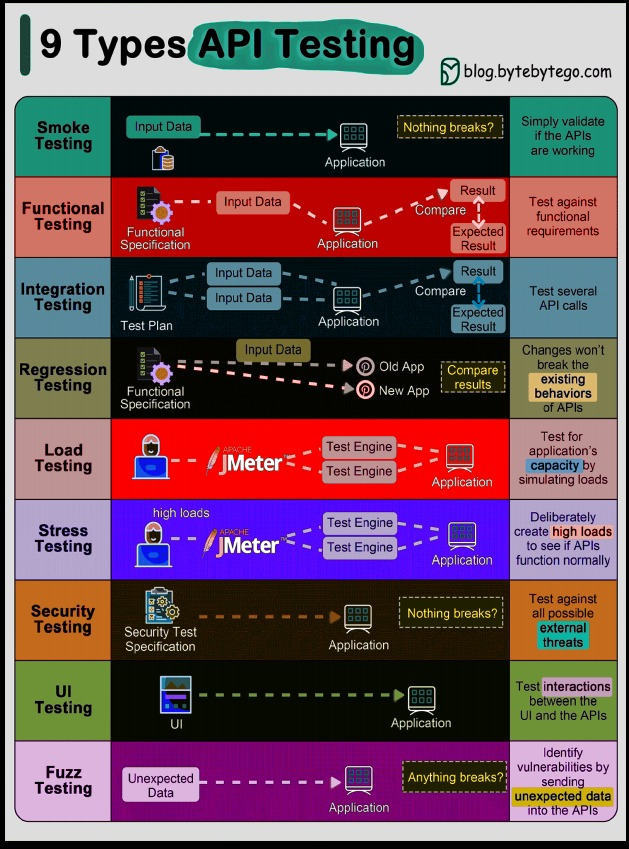 9 Types API Testing
blog.bytebytego.com
Smoke
Testing
Input Data
Application
Nothing breaks?
Simply validate
if the APIs
are working
Functional
Testing
Functional
Specification
Input Data
Application
Compare
Result
Expected
Result
Test against
functional
requirements
Integration
Testing
Test Plan
Input Data
Input Data
Application
Compare
Result
Expected
Result
Test several
API calls
Regression
Testing
Functional
Specification
Input Data
Old App
New App
Compare
results
Changes won't
break the
existing
behaviors
of APIs
Load
Testing
APACHE
JMeter™
Test Engine
Test Engine
Application
Test for
application's
capacity by
simulating loads
Stress
Testing
high loads
APACHE
JMeter™
Test Engine
Test Engine
Application
Deliberately
create high loads
to see if APIs
function normally
Security
Testing
Security Test
Specification
Application
Nothing breaks?
Test against
all possible
external
threats
UI
Testing
UI
Application
Test interactions
between the
UI and the APIs
Fuzz
Testing
Unexpected
Data
Application
Anything breaks?
Identify
vulnerabilities by
sending
unexpected data
into the APIs